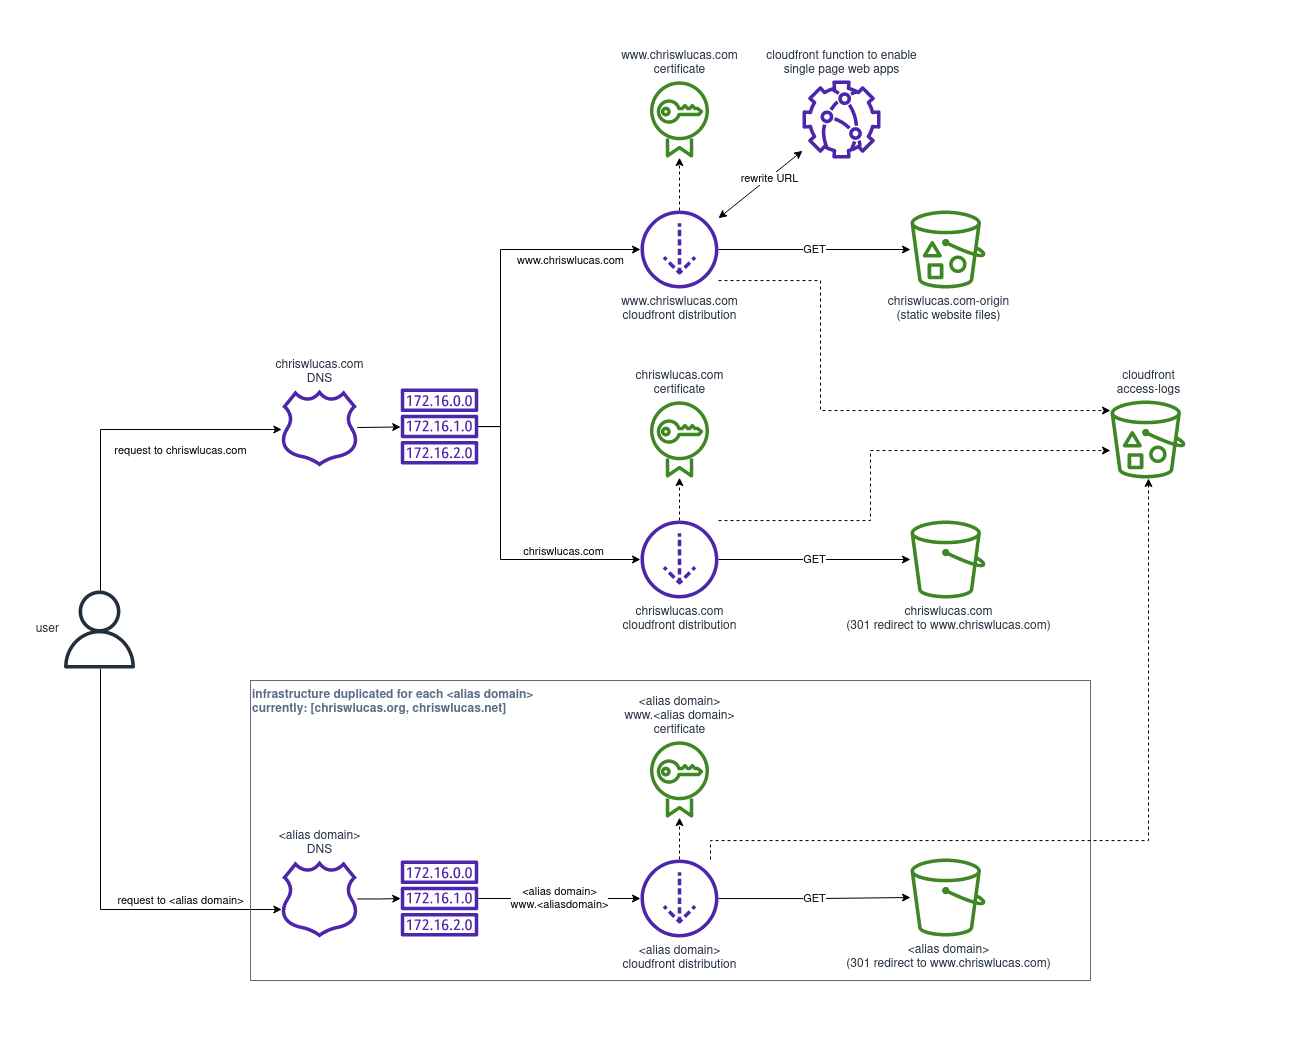 www.chriswlucas.com
certificate
cloudfront function to enable
single page web apps
rewrite URL
www.chriswlucas.com
GET
www.chriswlucas.com
cloudfront distribution
chriswlucas.com-origin
(static website files)
chriswlucas.com
DNS
172.16.0.0
172.16.1.0
172.16.2.0
chriswlucas.com
certificate
cloudfront
access-logs
request to chriswlucas.com
chriswlucas.com
GET
chriswlucas.com
cloudfront distribution
chriswlucas.com
(301 redirect to www.chriswlucas.com)
user
infrastructure duplicated for each <alias domain>
currently: [chriswlucas.org, chriswlucas.net]
<alias domain>
www.<alias domain>
certificate
<alias domain>
DNS
172.16.0.0
172.16.1.0
172.16.2.0
request to <alias domain>
<alias domain>
www.<aliasdomain>
GET
<alias domain>
cloudfront distribution
<alias domain>
(301 redirect to www.chriswlucas.com)